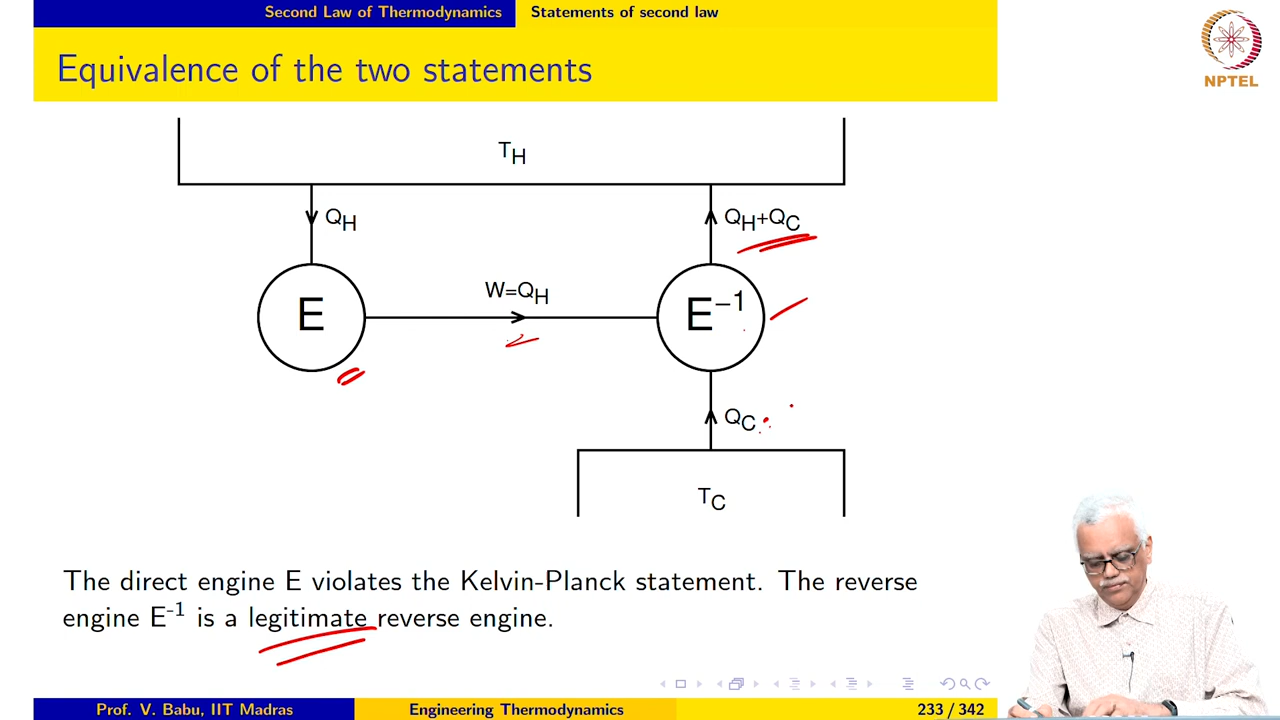 Second Law of Thermodynamics Statements of second law
Equivalence of the two statements
NPTEL
T_H
Q_H
Q_H+Q_C
W=Q_H
E
E^-1
Q_C
T_C
The direct engine E violates the Kelvin-Planck statement. The reverse
engine E^-1 is a legitimate reverse engine.
Prof. V. Babu, IIT Madras Engineering Thermodynamics 233 / 342